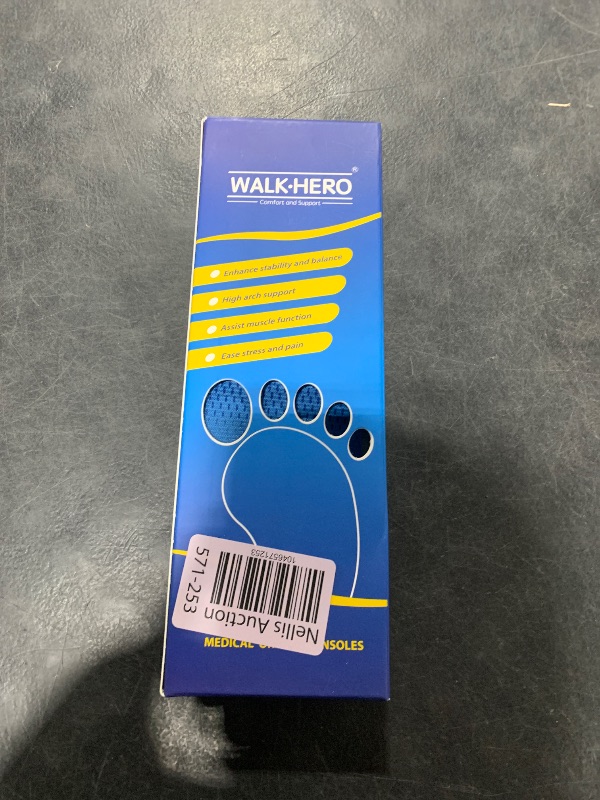 WALK·HERO®
Comfort and Support
Enhance stability and balance
High arch support
Assist muscle function
Ease stress and pain
1046571253
Nellis Auction
571-253
MEDICAL